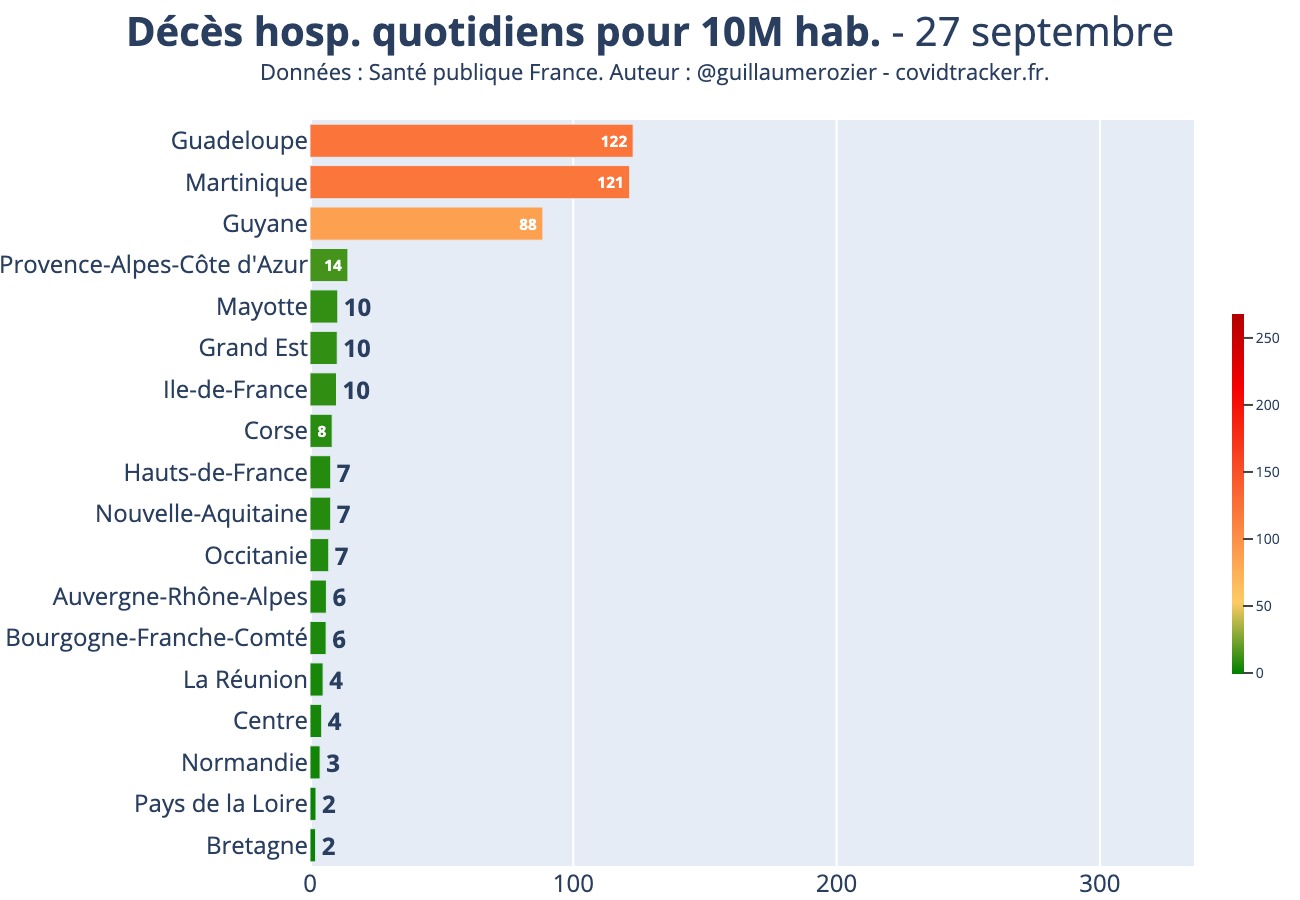 Décès hosp. quotidiens pour 10M hab. - 27 septembre
Données : Santé publique France. Auteur : @guillaumerozier - covidtracker.fr.
Guadeloupe 122
Martinique 121
Guyane 88
Provence-Alpes-Côte d'Azur 14
Mayotte 10
Grand Est 10
Ile-de-France 10
Corse 8
Hauts-de-France 7
Nouvelle-Aquitaine 7
Occitanie 7
Auvergne-Rhône-Alpes 6
Bourgogne-Franche-Comté 6
La Réunion 4
Centre 4
Normandie 3
Pays de la Loire 2
Bretagne 2
0 100 200 300
250
200
150
100
50
0